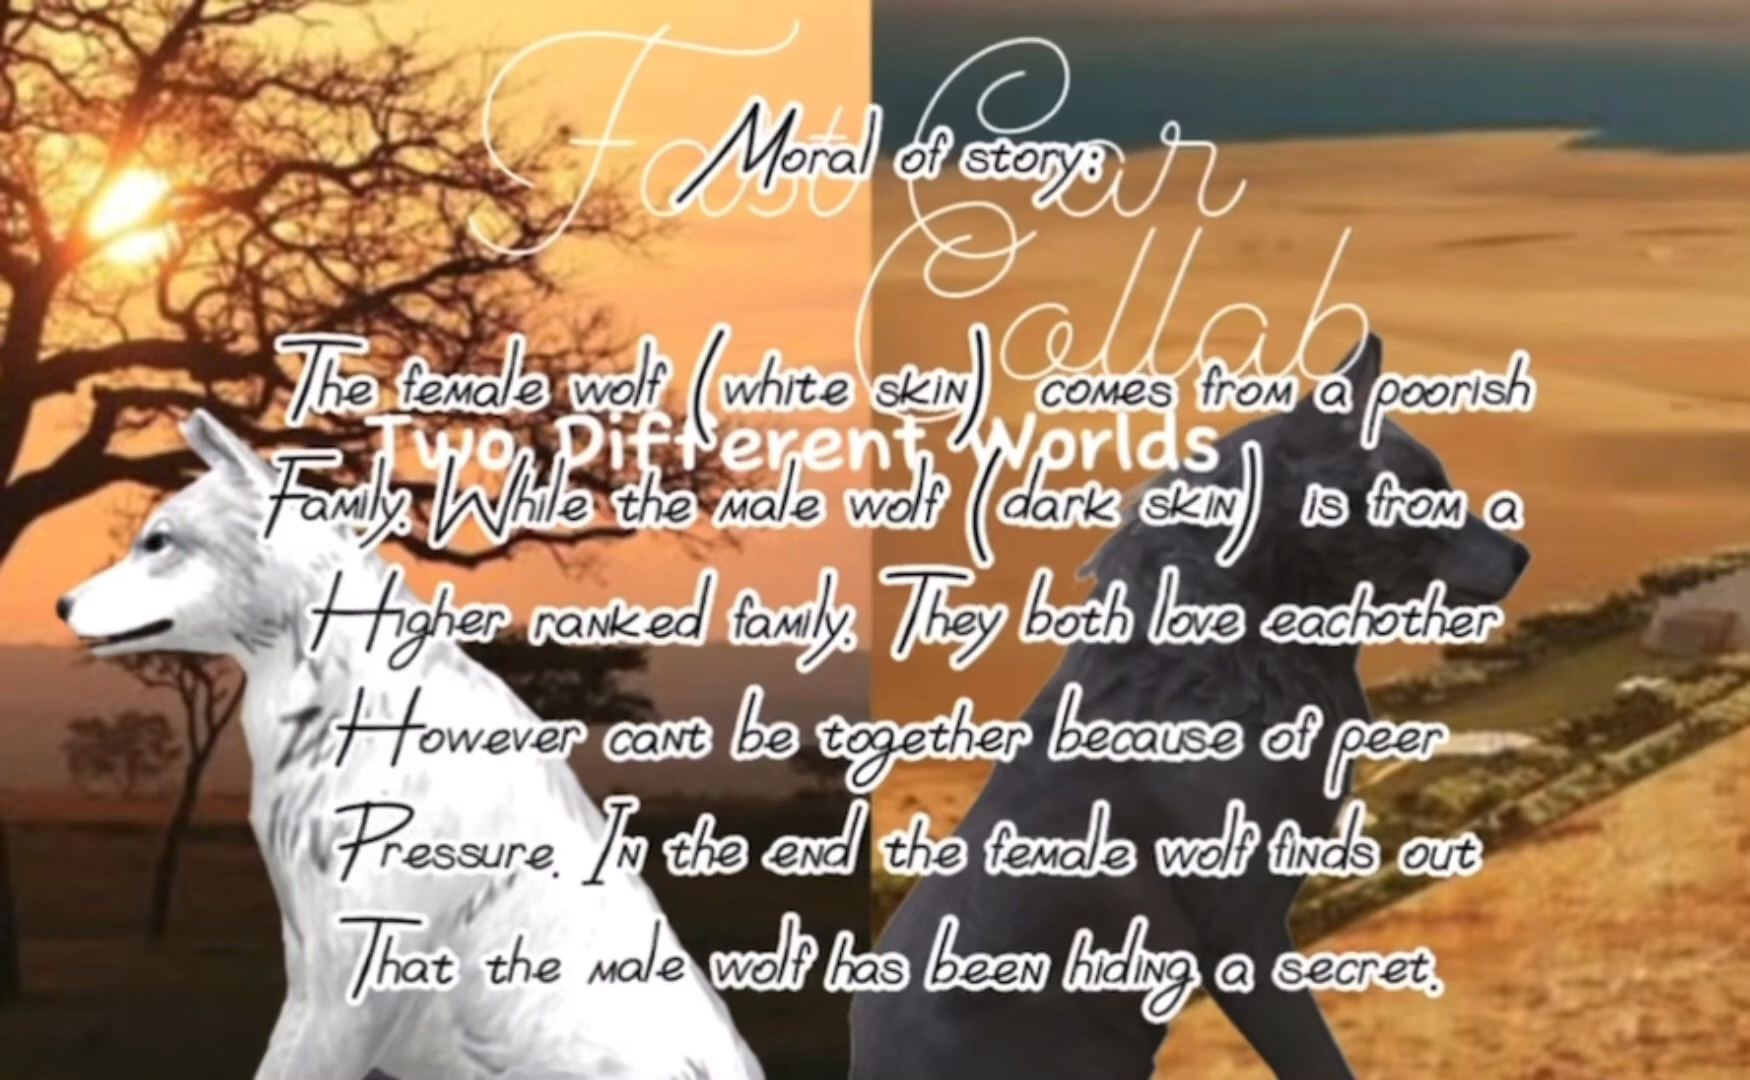 Fast Car
Moral of story:
Collab
The female wolf (white skin) comes from a poorish
Two Different Worlds
Family. While the male wolf (dark skin) is from a
Higher ranked family. They both love eachother
However cant be together because of peer
Pressure. In the end the female wolf finds out
That the male wolf has been hiding a secret.